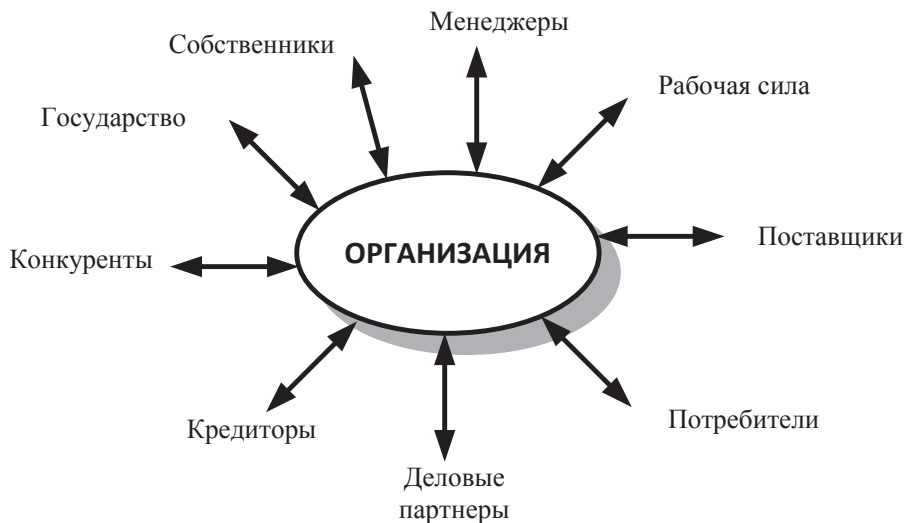 Менеджеры
Собственники
Рабочая сила
Государство
Поставщики
ОРГАНИЗАЦИЯ
Конкуренты
Потребители
Кредиторы
Деловые
партнеры